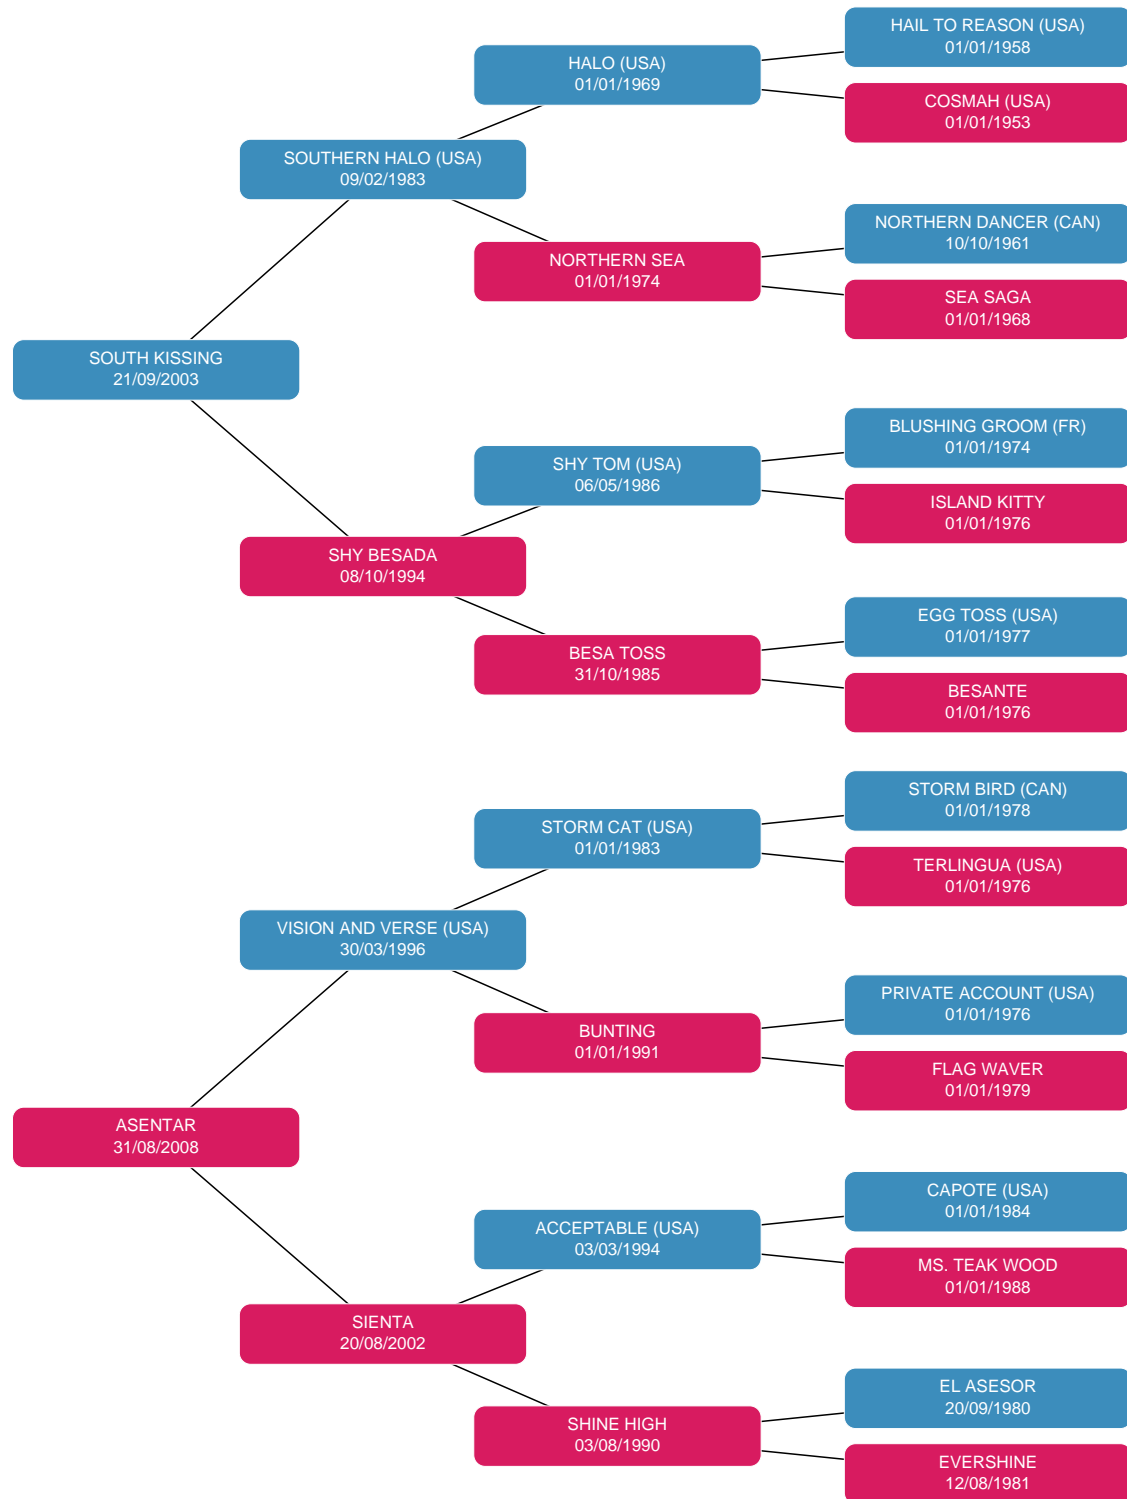 HAIL TO REASON (USA)
01/01/1958
HALO (USA)
01/01/1969
COSMAH (USA)
01/01/1953
SOUTHERN HALO (USA)
09/02/1983
NORTHERN DANCER (CAN)
10/10/1961
NORTHERN SEA
01/01/1974
SEA SAGA
01/01/1968
SOUTH KISSING
21/09/2003
BLUSHING GROOM (FR)
01/01/1974
SHY TOM (USA)
06/05/1986
ISLAND KITTY
01/01/1976
SHY BESADA
08/10/1994
EGG TOSS (USA)
01/01/1977
BESA TOSS
31/10/1985
BESANTE
01/01/1976
STORM BIRD (CAN)
01/01/1978
STORM CAT (USA)
01/01/1983
TERLINGUA (USA)
01/01/1976
VISION AND VERSE (USA)
30/03/1996
PRIVATE ACCOUNT (USA)
01/01/1976
BUNTING
01/01/1991
FLAG WAVER
01/01/1979
ASENTAR
31/08/2008
CAPOTE (USA)
01/01/1984
ACCEPTABLE (USA)
03/03/1994
MS. TEAK WOOD
01/01/1988
SIENTA
20/08/2002
EL ASESOR
20/09/1980
SHINE HIGH
03/08/1990
EVERSHINE
12/08/1981